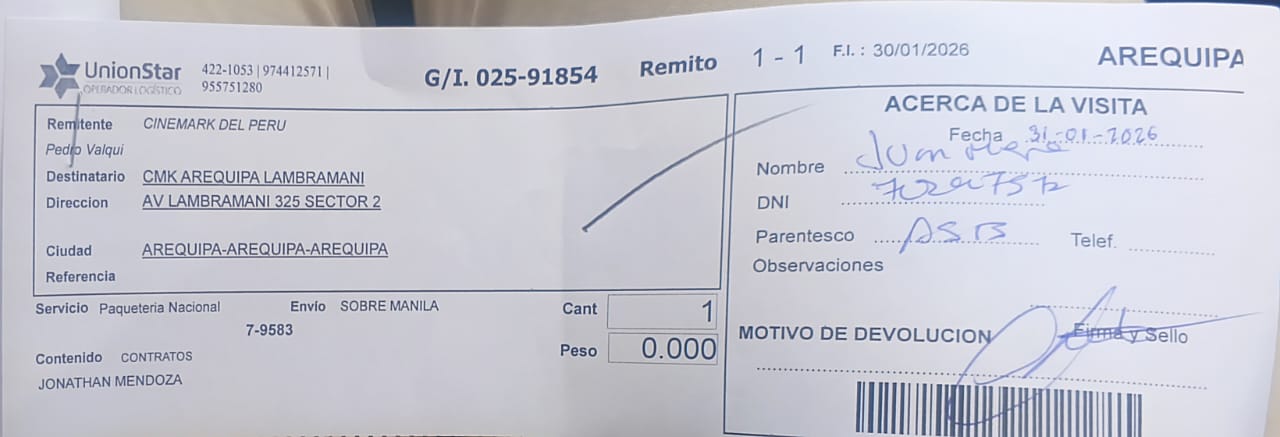 UnionStar
OPERADOR LOGÍSTICO
422-1053 | 974412571 |
955751280
G/I. 025-91854
Remito 1 - 1 F.I. : 30/01/2026
AREQUIPA
Remitente CINEMARK DEL PERU
Pedro Valqui
Destinatario CMK AREQUIPA LAMBRAMANI
Direccion AV LAMBRAMANI 325 SECTOR 2
Ciudad AREQUIPA-AREQUIPA-AREQUIPA
Referencia
Servicio Paqueteria Nacional Envío SOBRE MANILA
7-9583
Cant 1
Peso 0.000
Contenido CONTRATOS
JONATHAN MENDOZA
ACERCA DE LA VISITA
Fecha 31-01-2026
Nombre Juan
DNI
Parentesco ASB Telef.
Observaciones
MOTIVO DE DEVOLUCION
Firma y Sello